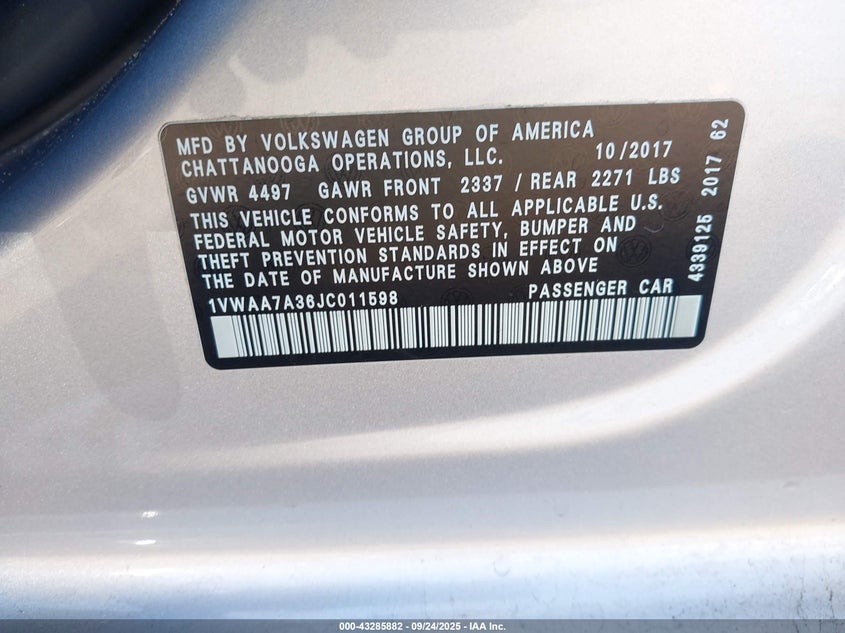 MFD BY VOLKSWAGEN GROUP OF AMERICA
CHATTANOOGA OPERATIONS, LLC. 10/2017
GVWR 4497 GAWR FRONT 2337 / REAR 2271 LBS
THIS VEHICLE CONFORMS TO ALL APPLICABLE U.S.
FEDERAL MOTOR VEHICLE SAFETY, BUMPER AND
THEFT PREVENTION STANDARDS IN EFFECT ON
THE DATE OF MANUFACTURE SHOWN ABOVE
1VWAA7A36JC011598 PASSENGER CAR
4339125 2017 62
000-43285882 - 09/24/2025 - IAA Inc.